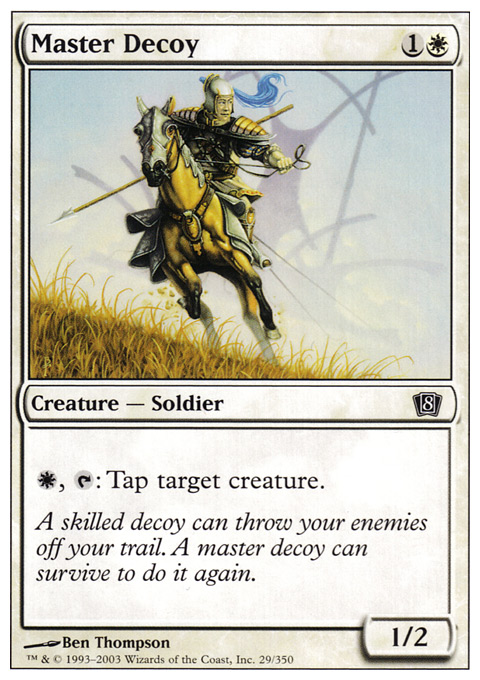 Master Decoy 1
Creature — Soldier 8
, : Tap target creature.
A skilled decoy can throw your enemies
off your trail. A master decoy can
survive to do it again.
Ben Thompson
1/2
™ & © 1993–2003 Wizards of the Coast, Inc. 29/350